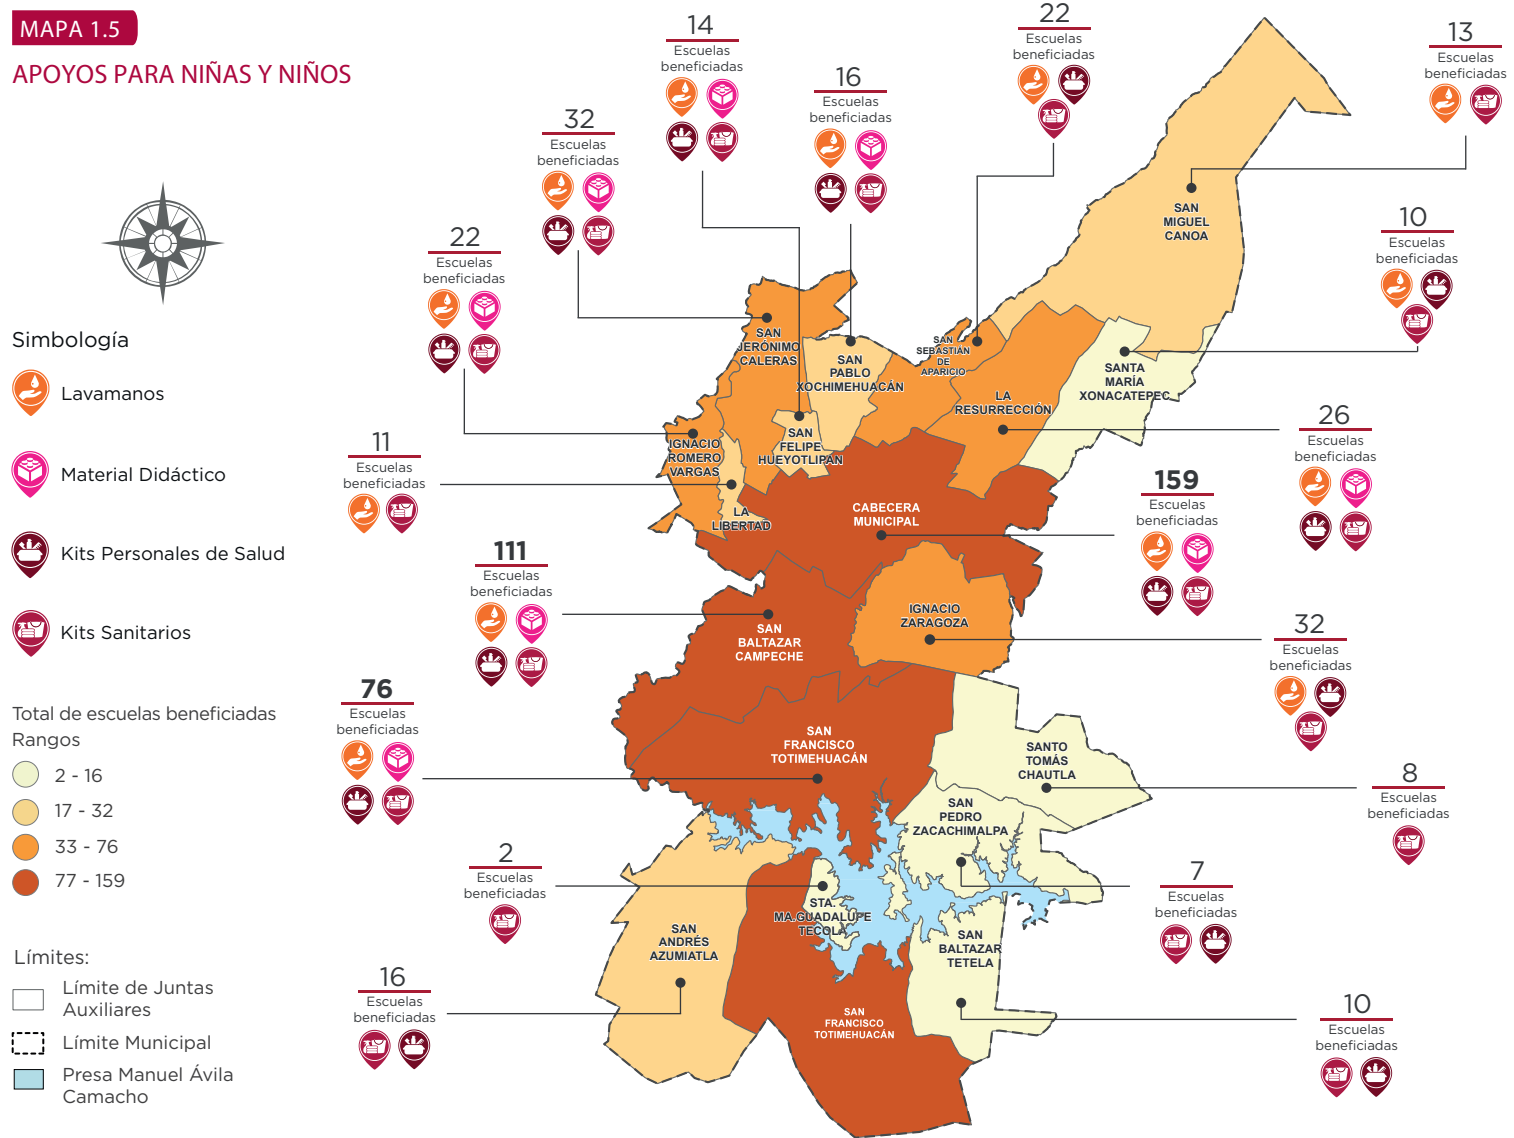 MAPA 1.5
APOYOS PARA NIÑAS Y NIÑOS
14
Escuelas
beneficiadas
22
Escuelas
beneficiadas
13
Escuelas
beneficiadas
16
Escuelas
beneficiadas
32
Escuelas
beneficiadas
22
Escuelas
beneficiadas
10
Escuelas
beneficiadas
11
Escuelas
beneficiadas
26
Escuelas
beneficiadas
159
Escuelas
beneficiadas
111
Escuelas
beneficiadas
32
Escuelas
beneficiadas
76
Escuelas
beneficiadas
8
Escuelas
beneficiadas
2
Escuelas
beneficiadas
7
Escuelas
beneficiadas
16
Escuelas
beneficiadas
10
Escuelas
beneficiadas
SAN
MIGUEL
CANOA
SAN
JERÓNIMO
CALERAS
SAN
PABLO
XOCHIMEHUACÁN
SAN
SEBASTIÁN
DE
APARICIO
SANTA
MARÍA
XONACATEPEC
LA
RESURRECCIÓN
IGNACIO
ROMERO
VARGAS
SAN
FELIPE
HUEYOTLIPAN
LA
LIBERTAD
CABECERA
MUNICIPAL
IGNACIO
ZARAGOZA
SAN
BALTAZAR
CAMPECHE
SAN
FRANCISCO
TOTIMEHUACÁN
SANTO
TOMÁS
CHAUTLA
SAN
PEDRO
ZACACHIMALPA
STA.
MA.GUADALUPE
TECOLA
SAN
ANDRÉS
AZUMIATLA
SAN
BALTAZAR
TETELA
SAN
FRANCISCO
TOTIMEHUACÁN
Simbología
Lavamanos
Material Didáctico
Kits Personales de Salud
Kits Sanitarios
Total de escuelas beneficiadas
Rangos
2 - 16
17 - 32
33 - 76
77 - 159
Límites:
Límite de Juntas
Auxiliares
Límite Municipal
Presa Manuel Ávila
Camacho